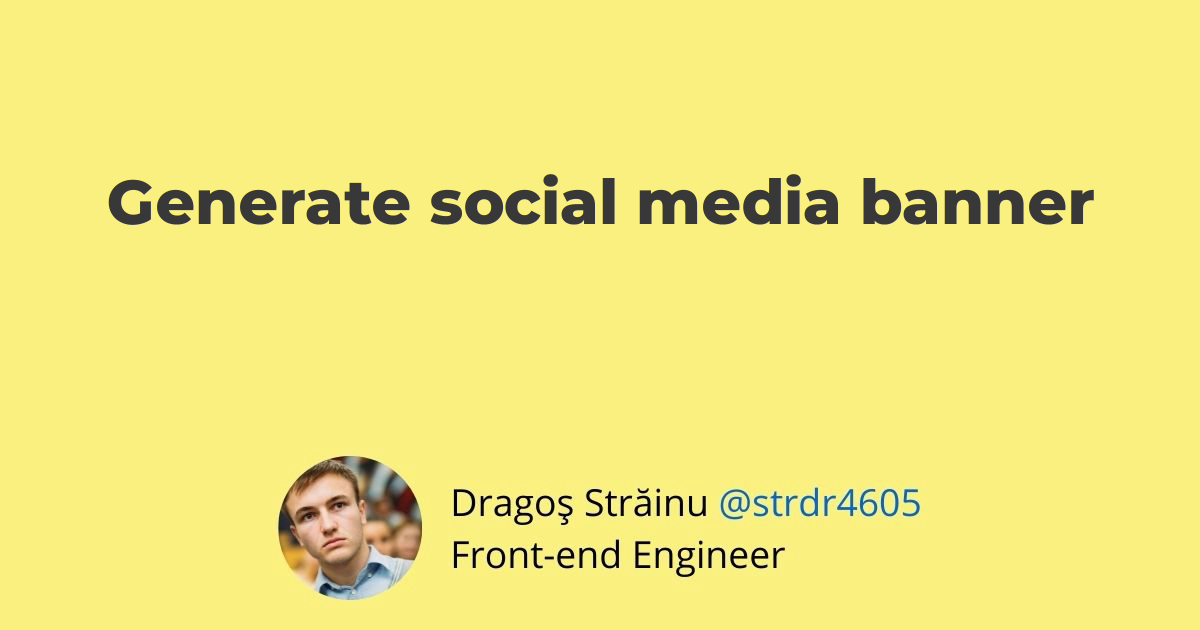 Generate social media banner
Dragoş Străinu @strdr4605
Front-end Engineer